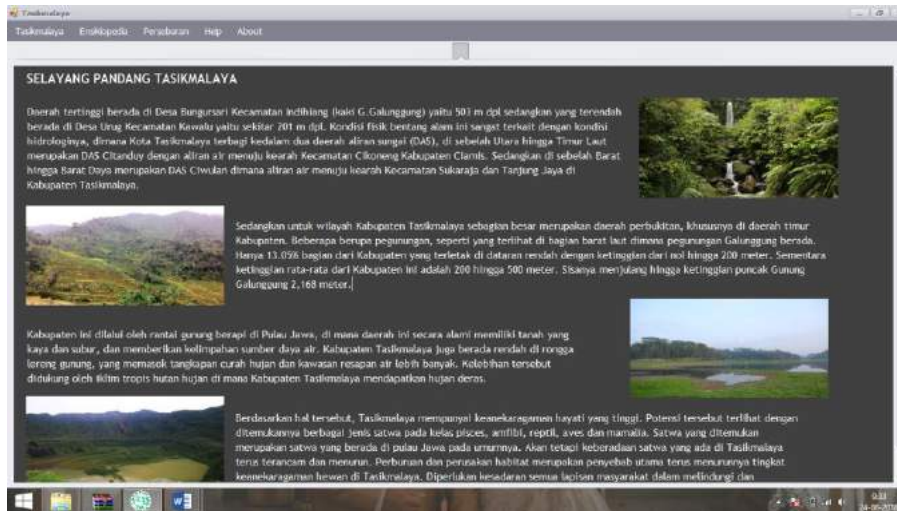 Tasikmalaya
Tasikmalaya Ensiklopedia Persebaran Help About
SELAYANG PANDANG TASIKMALAYA
Daerah tertinggi berada di Desa Bungursari Kecamatan Indihiang (kaki G.Galunggung) yaitu 503 m dpl sedangkan yang terendah
berada di Desa Urug Kecamatan Kawalu yaitu sekitar 201 m dpl. Kondisi fisik bentang alam ini sangat terkait dengan kondisi
hidrologinya, dimana Kota Tasikmalaya terbagi kedalam dua daerah aliran sungai (DAS), di sebelah Utara hingga Timur Laut
merupakan DAS Citanduy dengan aliran air menuju kearah Kecamatan Cikoneng Kabupaten Ciamis. Sedangkan di sebelah Barat
hingga Barat Daya merupakan DAS Ciwulan dimana aliran air menuju kearah Kecamatan Sukaraja dan Tanjung Jaya di
Kabupaten Tasikmalaya.
Sedangkan untuk wilayah Kabupaten Tasikmalaya sebagian besar merupakan daerah perbukitan, khususnya di daerah timur
Kabupaten. Beberapa berupa pegunungan, seperti yang terlihat di bagian barat laut dimana pegunungan Galunggung berada.
Hanya 13.05% bagian dari Kabupaten yang terletak di dataran rendah dengan ketinggian dari nol hingga 200 meter. Sementara
ketinggian rata-rata dari Kabupaten ini adalah 200 hingga 500 meter. Sisanya menjulang hingga ketinggian puncak Gunung
Galunggung 2,168 meter.
Kabupaten ini dilalui oleh rantai gunung berapi di Pulau Jawa, di mana daerah ini secara alami memiliki tanah yang
kaya dan subur, dan memberikan kelimpahan sumber daya air. Kabupaten Tasikmalaya juga berada rendah di rongga
lereng gunung, yang memasok tangkapan curah hujan dan kawasan resapan air lebih banyak. Kelebihan tersebut
didukung oleh iklim tropis hutan hujan di mana Kabupaten Tasikmalaya mendapatkan hujan deras.
Berdasarkan hal tersebut, Tasikmalaya mempunyai keanekaragaman hayati yang tinggi. Potensi tersebut terlihat dengan
ditemukannya berbagai jenis satwa pada kelas pisces, amfibi, reptil, aves dan mamalia. Satwa yang ditemukan
merupakan satwa yang berada di pulau Jawa pada umumnya. Akan tetapi keberadaan satwa yang ada di Tasikmalaya
terus terancam dan menurun. Perburuan dan perusakan habitat merupakan penyebab utama terus menurunnya tingkat
keanekaragaman hewan di Tasikmalaya. Diperlukan kesadaran semua lapisan masyarakat dalam melindungi dan